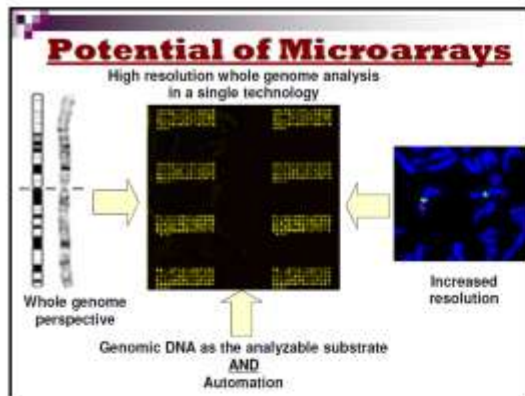 Potential of Microarrays
High resolution whole genome analysis
in a single technology
Whole genome
perspective
Increased
resolution
Genomic DNA as the analyzable substrate
AND
Automation